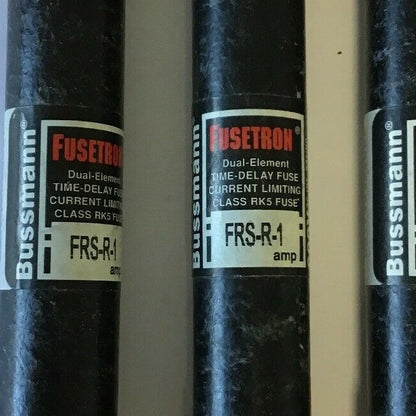 Bussmann®
FUSETRON®
Dual-Element
TIME-DELAY FUSE
CURRENT LIMITING
CLASS RK5 FUSE
FRS-R-1
amp
Bussmann®
FUSETRON®
Dual-Element
TIME-DELAY FUSE
CURRENT LIMITING
CLASS RK5 FUSE
FRS-R-1
amp
Bussmann®